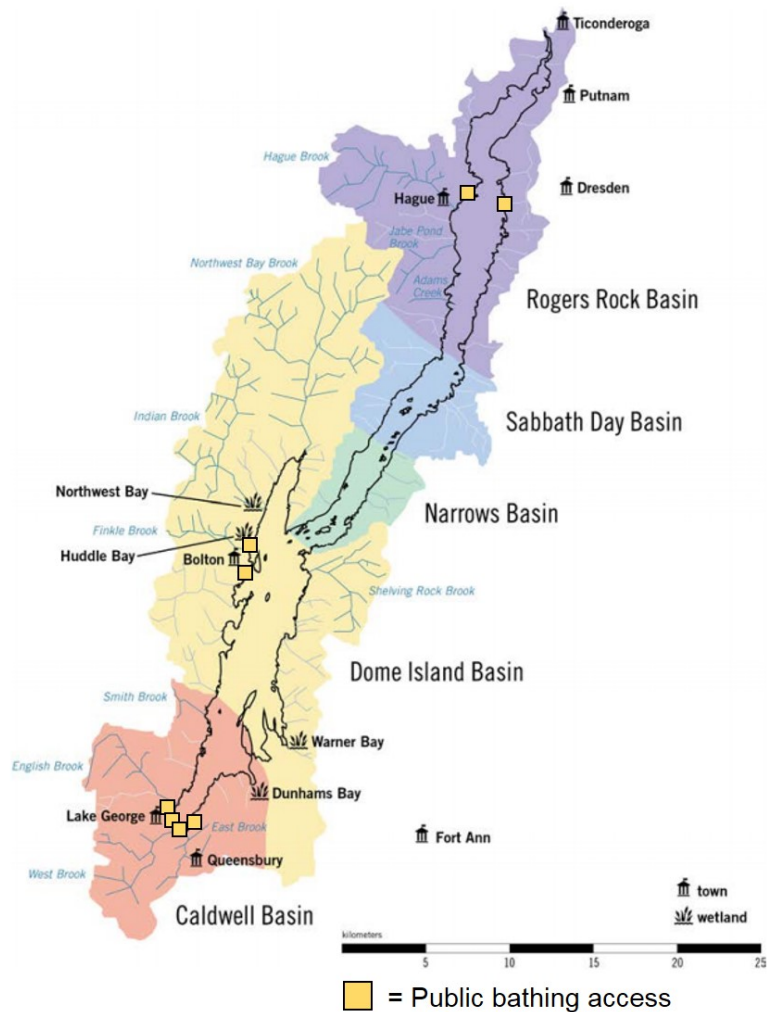 Ticonderoga
Putnam
Hague Brook
Dresden
Hague
Jabe Pond
Brook
Northwest Bay Brook
Adams
Creek
Rogers Rock Basin
Indian Brook
Sabbath Day Basin
Northwest Bay
Narrows Basin
Finkle Brook
Huddle Bay
Bolton
Shelving Rock Brook
Dome Island Basin
Smith Brook
Warner Bay
English Brook
Dunhams Bay
Lake George
East Brook
Fort Ann
Queensbury
West Brook
town
wetland
Caldwell Basin
kilometers
5 10 15 20 25
= Public bathing access